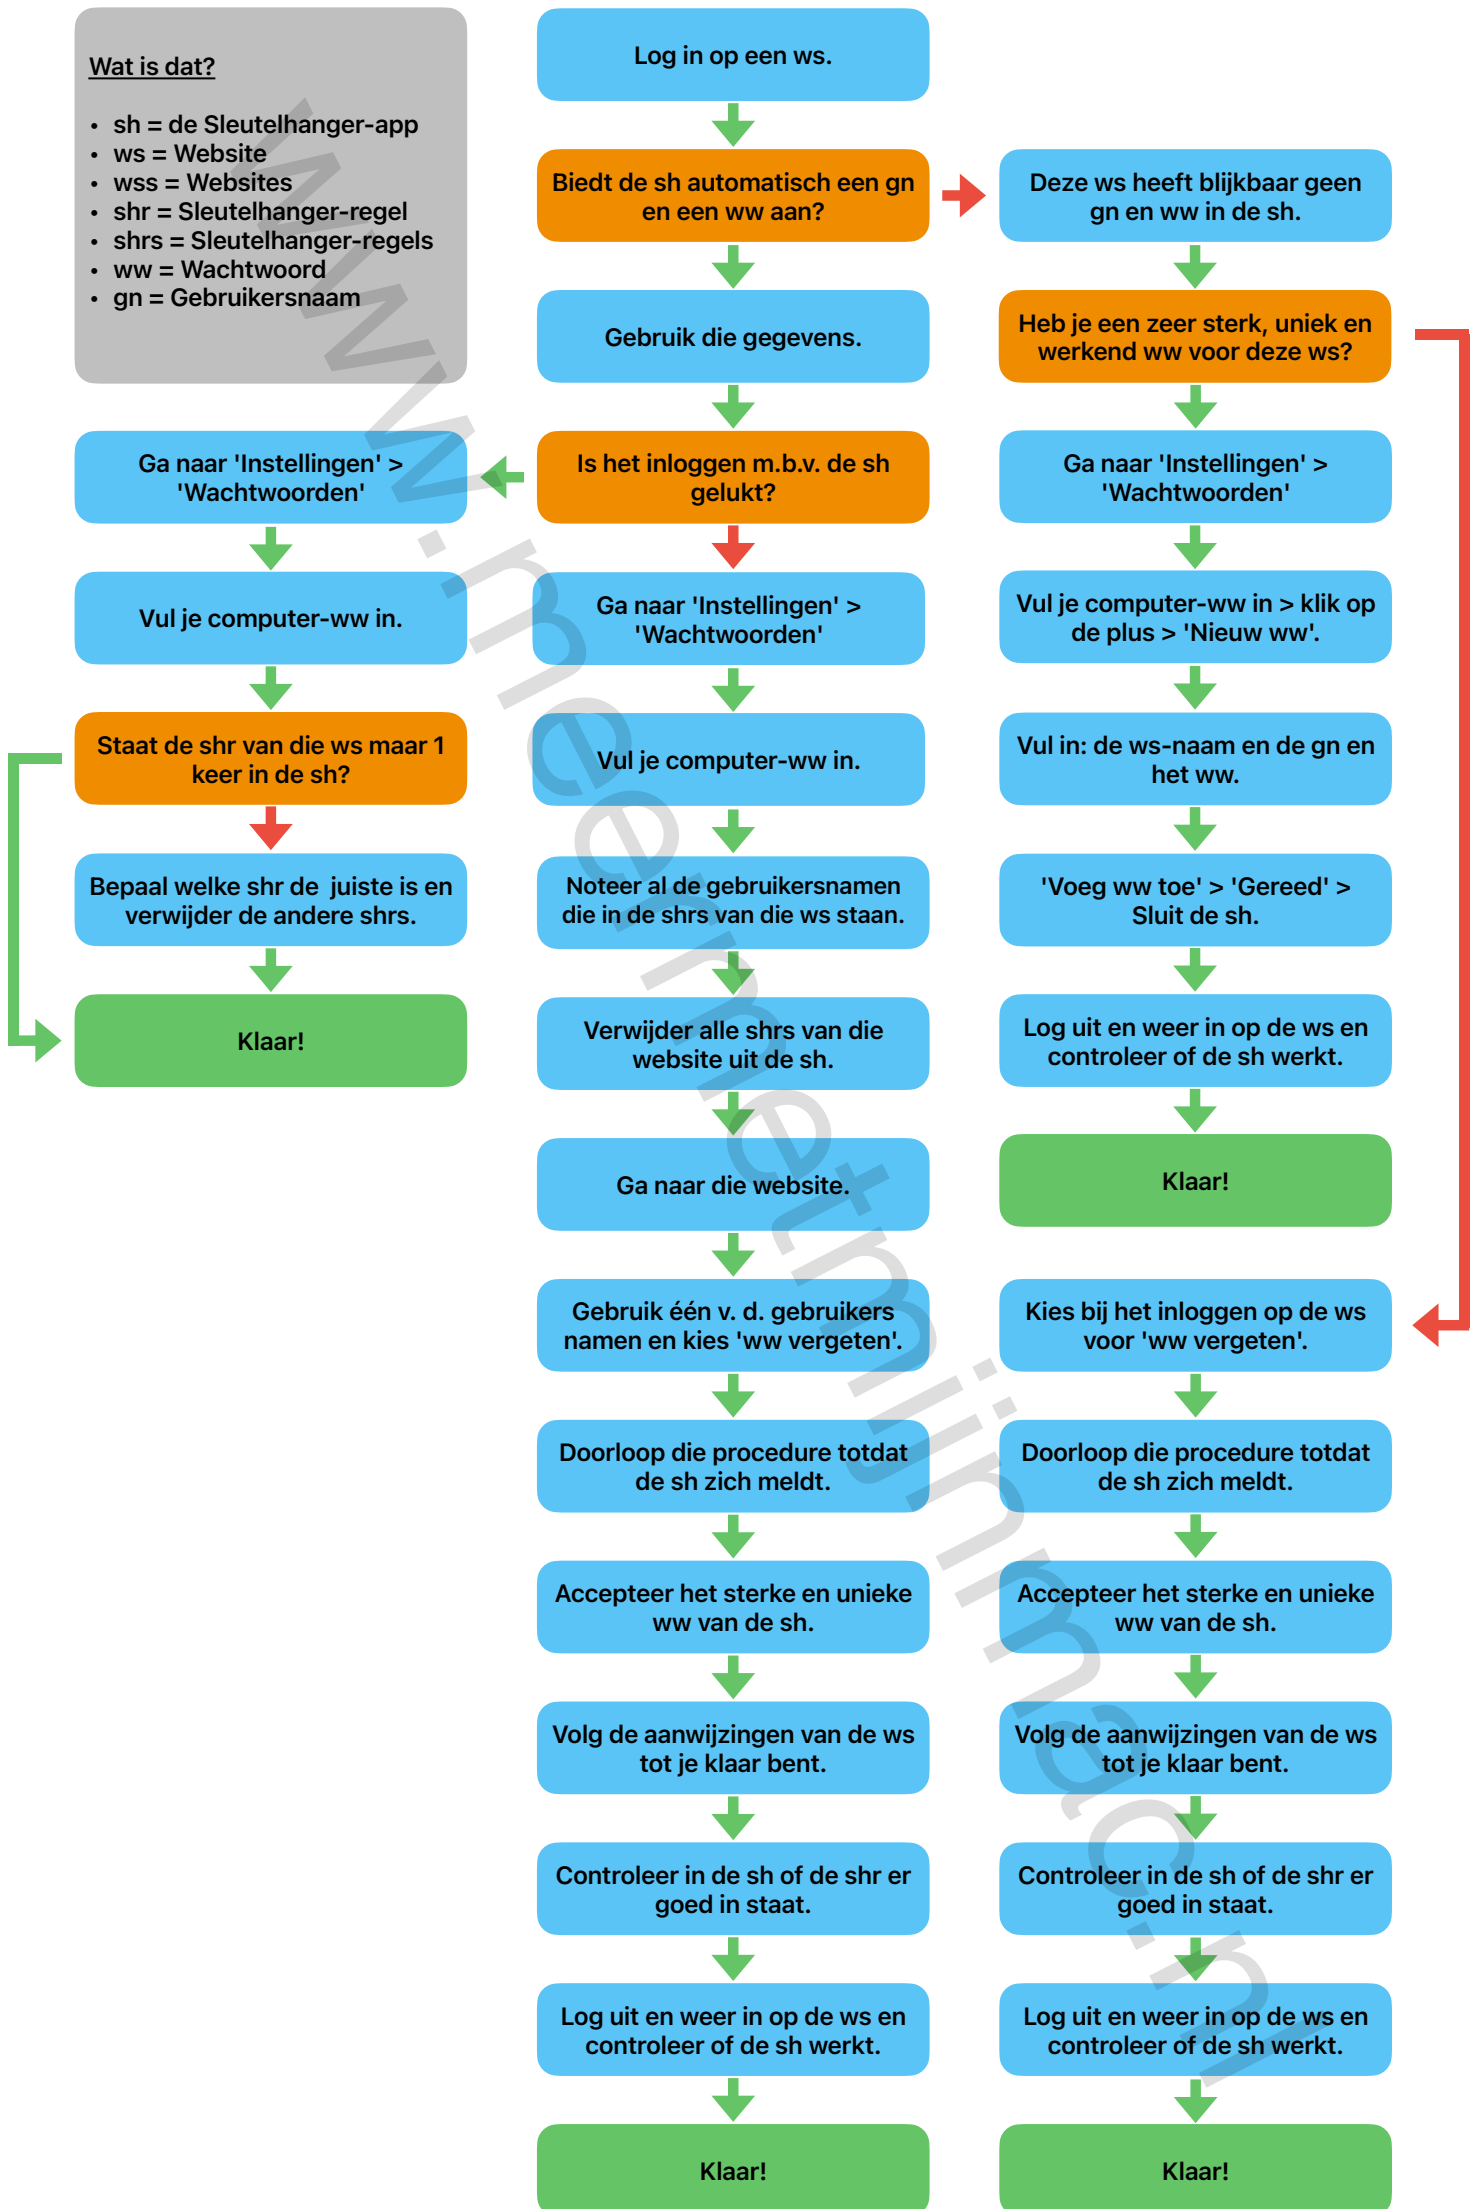 Wat is dat?
• sh = de Sleutelhanger-app
• ws = Website
• wss = Websites
• shr = Sleutelhanger-regel
• shrs = Sleutelhanger-regels
• ww = Wachtwoord
• gn = Gebruikersnaam
Log in op een ws.
Biedt de sh automatisch een gn
en een ww aan?
Deze ws heeft blijkbaar geen
gn en ww in de sh.
Gebruik die gegevens.
Heb je een zeer sterk, uniek en
werkend ww voor deze ws?
Ga naar 'Instellingen' >
'Wachtwoorden'
Is het inloggen m.b.v. de sh
gelukt?
Ga naar 'Instellingen' >
'Wachtwoorden'
Vul je computer-ww in.
Ga naar 'Instellingen' >
'Wachtwoorden'
Vul je computer-ww in > klik op
de plus > 'Nieuw ww'.
Staat de shr van die ws maar 1
keer in de sh?
Vul je computer-ww in.
Vul in: de ws-naam en de gn en
het ww.
Bepaal welke shr de  juiste is en
verwijder de andere shrs.
Noteer al de gebruikersnamen
die in de shrs van die ws staan.
'Voeg ww toe' > 'Gereed' >
Sluit de sh.
Klaar!
Verwijder alle shrs van die
website uit de sh.
Log uit en weer in op de ws en
controleer of de sh werkt.
Ga naar die website.
Klaar!
Gebruik één v. d. gebruikers
namen en kies 'ww vergeten'.
Kies bij het inloggen op de ws
voor 'ww vergeten'.
Doorloop die procedure totdat
de sh zich meldt.
Doorloop die procedure totdat
de sh zich meldt.
Accepteer het sterke en unieke
ww van de sh.
Accepteer het sterke en unieke
ww van de sh.
Volg de aanwijzingen van de ws
tot je klaar bent.
Volg de aanwijzingen van de ws
tot je klaar bent.
Controleer in de sh of de shr er
goed in staat.
Controleer in de sh of de shr er
goed in staat.
Log uit en weer in op de ws en
controleer of de sh werkt.
Log uit en weer in op de ws en
controleer of de sh werkt.
Klaar!
Klaar!
www.meermetmijnmac.nl